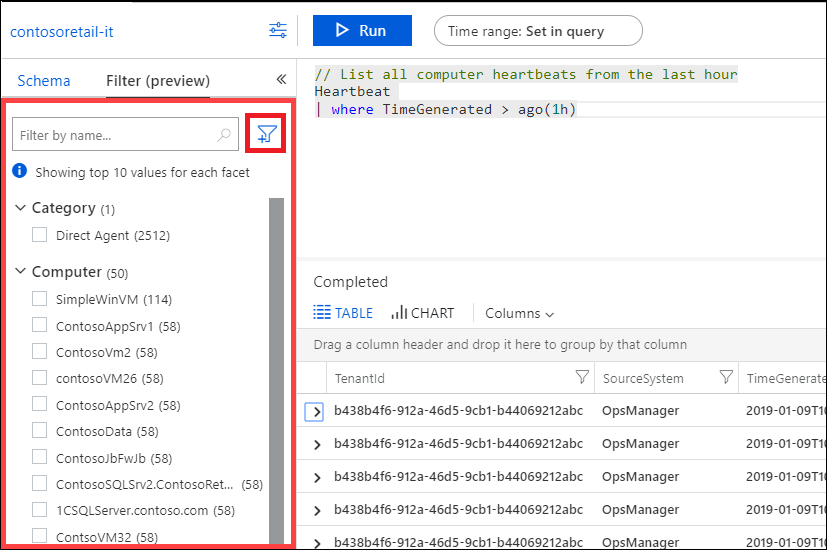 contosoretail-it
Run
Time range: Set in query
Schema
Filter (preview)
«
// List all computer heartbeats from the last hour
Heartbeat
| where TimeGenerated > ago(1h)
Filter by name...
Showing top 10 values for each facet
Category (1)
Direct Agent (2512)
Computer (50)
SimpleWinVM (114)
ContosoAppSrv1 (58)
ContosoVm2 (58)
contosoVM26 (58)
ContosoAppSrv2 (58)
ContosoData (58)
ContosoJbFwJb (58)
ContosoSQLSrv2.ContosoRet... (58)
1CSQLServer.contoso.com (58)
ContsoVM32 (58)
Completed
TABLE CHART Columns
Drag a column header and drop it here to group by that column
TenantId SourceSystem TimeGenerate
b438b4f6-912a-46d5-9cb1-b44069212abc OpsManager 2019-01-09T10
b438b4f6-912a-46d5-9cb1-b44069212abc OpsManager 2019-01-09T10
b438b4f6-912a-46d5-9cb1-b44069212abc OpsManager 2019-01-09T10
b438b4f6-912a-46d5-9cb1-b44069212abc OpsManager 2019-01-09T10
b438b4f6-912a-46d5-9cb1-b44069212abc OpsManager 2019-01-09T10